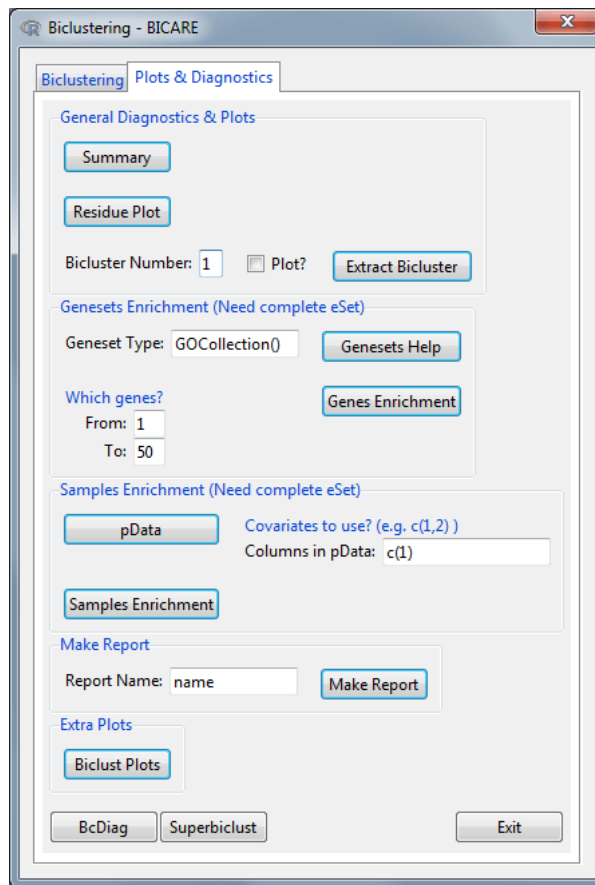 Biclustering - BICARE
Biclustering Plots & Diagnostics
General Diagnostics & Plots
Summary
Residue Plot
Bicluster Number: 1 Plot? Extract Bicluster
Genesets Enrichment (Need complete eSet)
Geneset Type: GOCollection() Genesets Help
Which genes? Genes Enrichment
From: 1
To: 50
Samples Enrichment (Need complete eSet)
pData Covariates to use? (e.g. c(1,2) )
Columns in pData: c(1)
Samples Enrichment
Make Report
Report Name: name Make Report
Extra Plots
Biclust Plots
BcDiag Superbiclust Exit